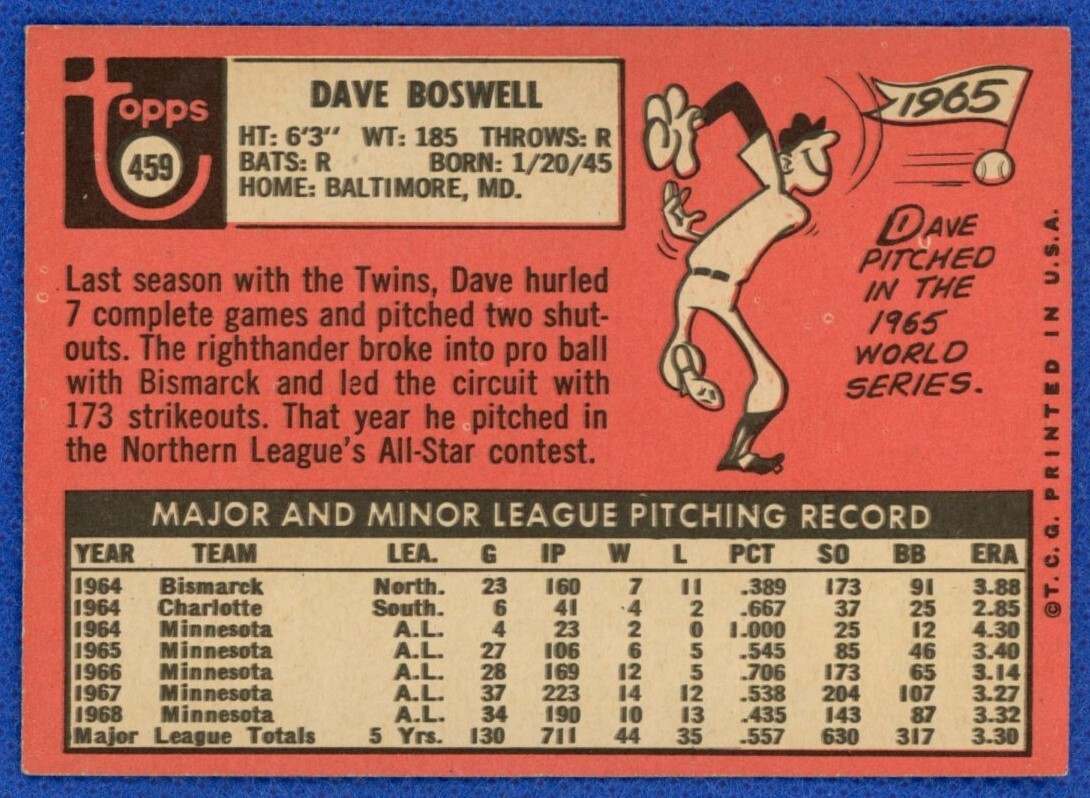 topps
459
DAVE BOSWELL
HT: 6'3" WT: 185 THROWS: R
BATS: R BORN: 1/20/45
HOME: BALTIMORE, MD.
1965
DAVE
PITCHED
IN THE
1965
WORLD
SERIES.
Last season with the Twins, Dave hurled
7 complete games and pitched two shut-
outs. The righthander broke into pro ball
with Bismarck and led the circuit with
173 strikeouts. That year he pitched in
the Northern League's All-Star contest.
MAJOR AND MINOR LEAGUE PITCHING RECORD
YEAR TEAM LEA. G IP W L PCT SO BB ERA
1964 Bismarck North. 23 160 7 11 .389 173 91 3.88
1964 Charlotte South. 6 41 4 2 .667 37 25 2.85
1964 Minnesota A.L. 4 23 2 0 1.000 25 12 4.30
1965 Minnesota A.L. 27 106 6 5 .545 85 46 3.40
1966 Minnesota A.L. 28 169 12 5 .706 173 65 3.14
1967 Minnesota A.L. 37 223 14 12 .538 204 107 3.27
1968 Minnesota A.L. 34 190 10 13 .435 143 87 3.32
Major League Totals 5 Yrs. 130 711 44 35 .557 630 317 3.30
©T.C.G. PRINTED IN U.S.A.